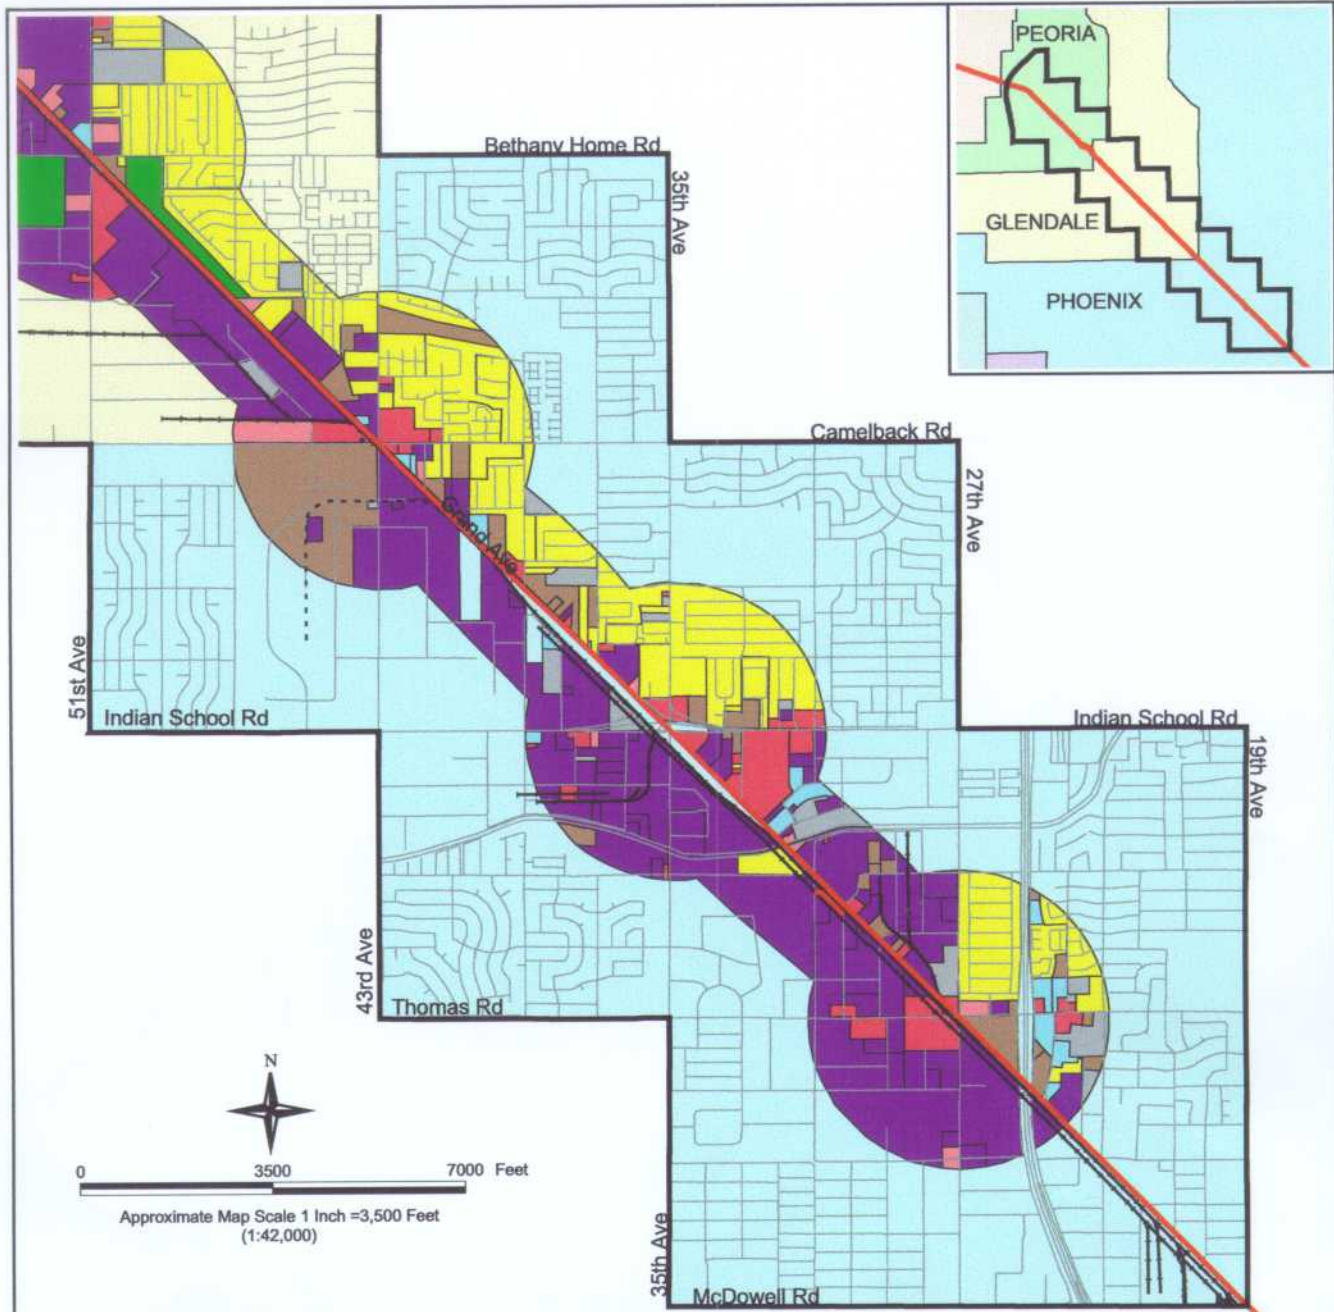 PEORIA
GLENDALE
PHOENIX
Bethany Home Rd
35th Ave
Camelback Rd
27th Ave
Grand Ave
51st Ave
Indian School Rd
Indian School Rd
19th Ave
43rd Ave
Thomas Rd
N
0 3500 7000 Feet
Approximate Map Scale 1 Inch =3,500 Feet
(1:42,000)
35th Ave
McDowell Rd